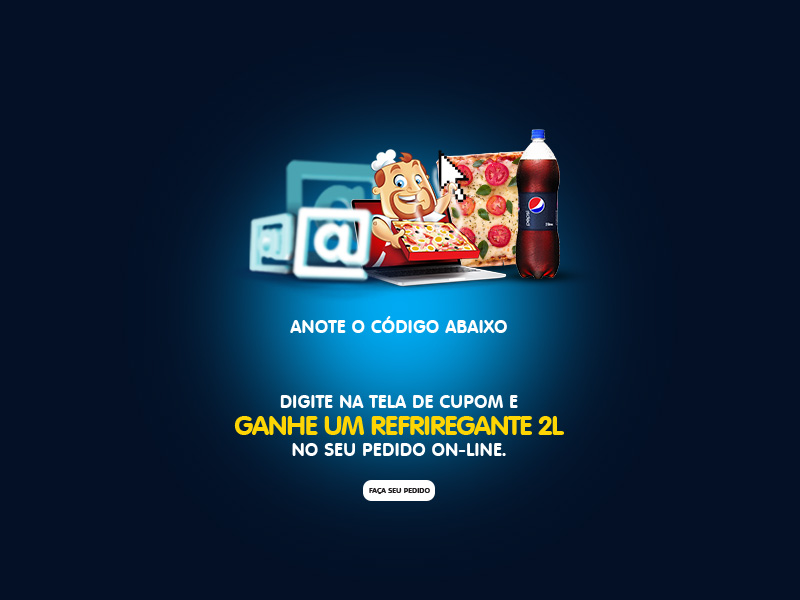 @
@
@
pepsi
ANOTE O CÓDIGO ABAIXO
DIGITE NA TELA DE CUPOM E
GANHE UM REFRIREGANTE 2L
NO SEU PEDIDO ON-LINE.
FAÇA SEU PEDIDO